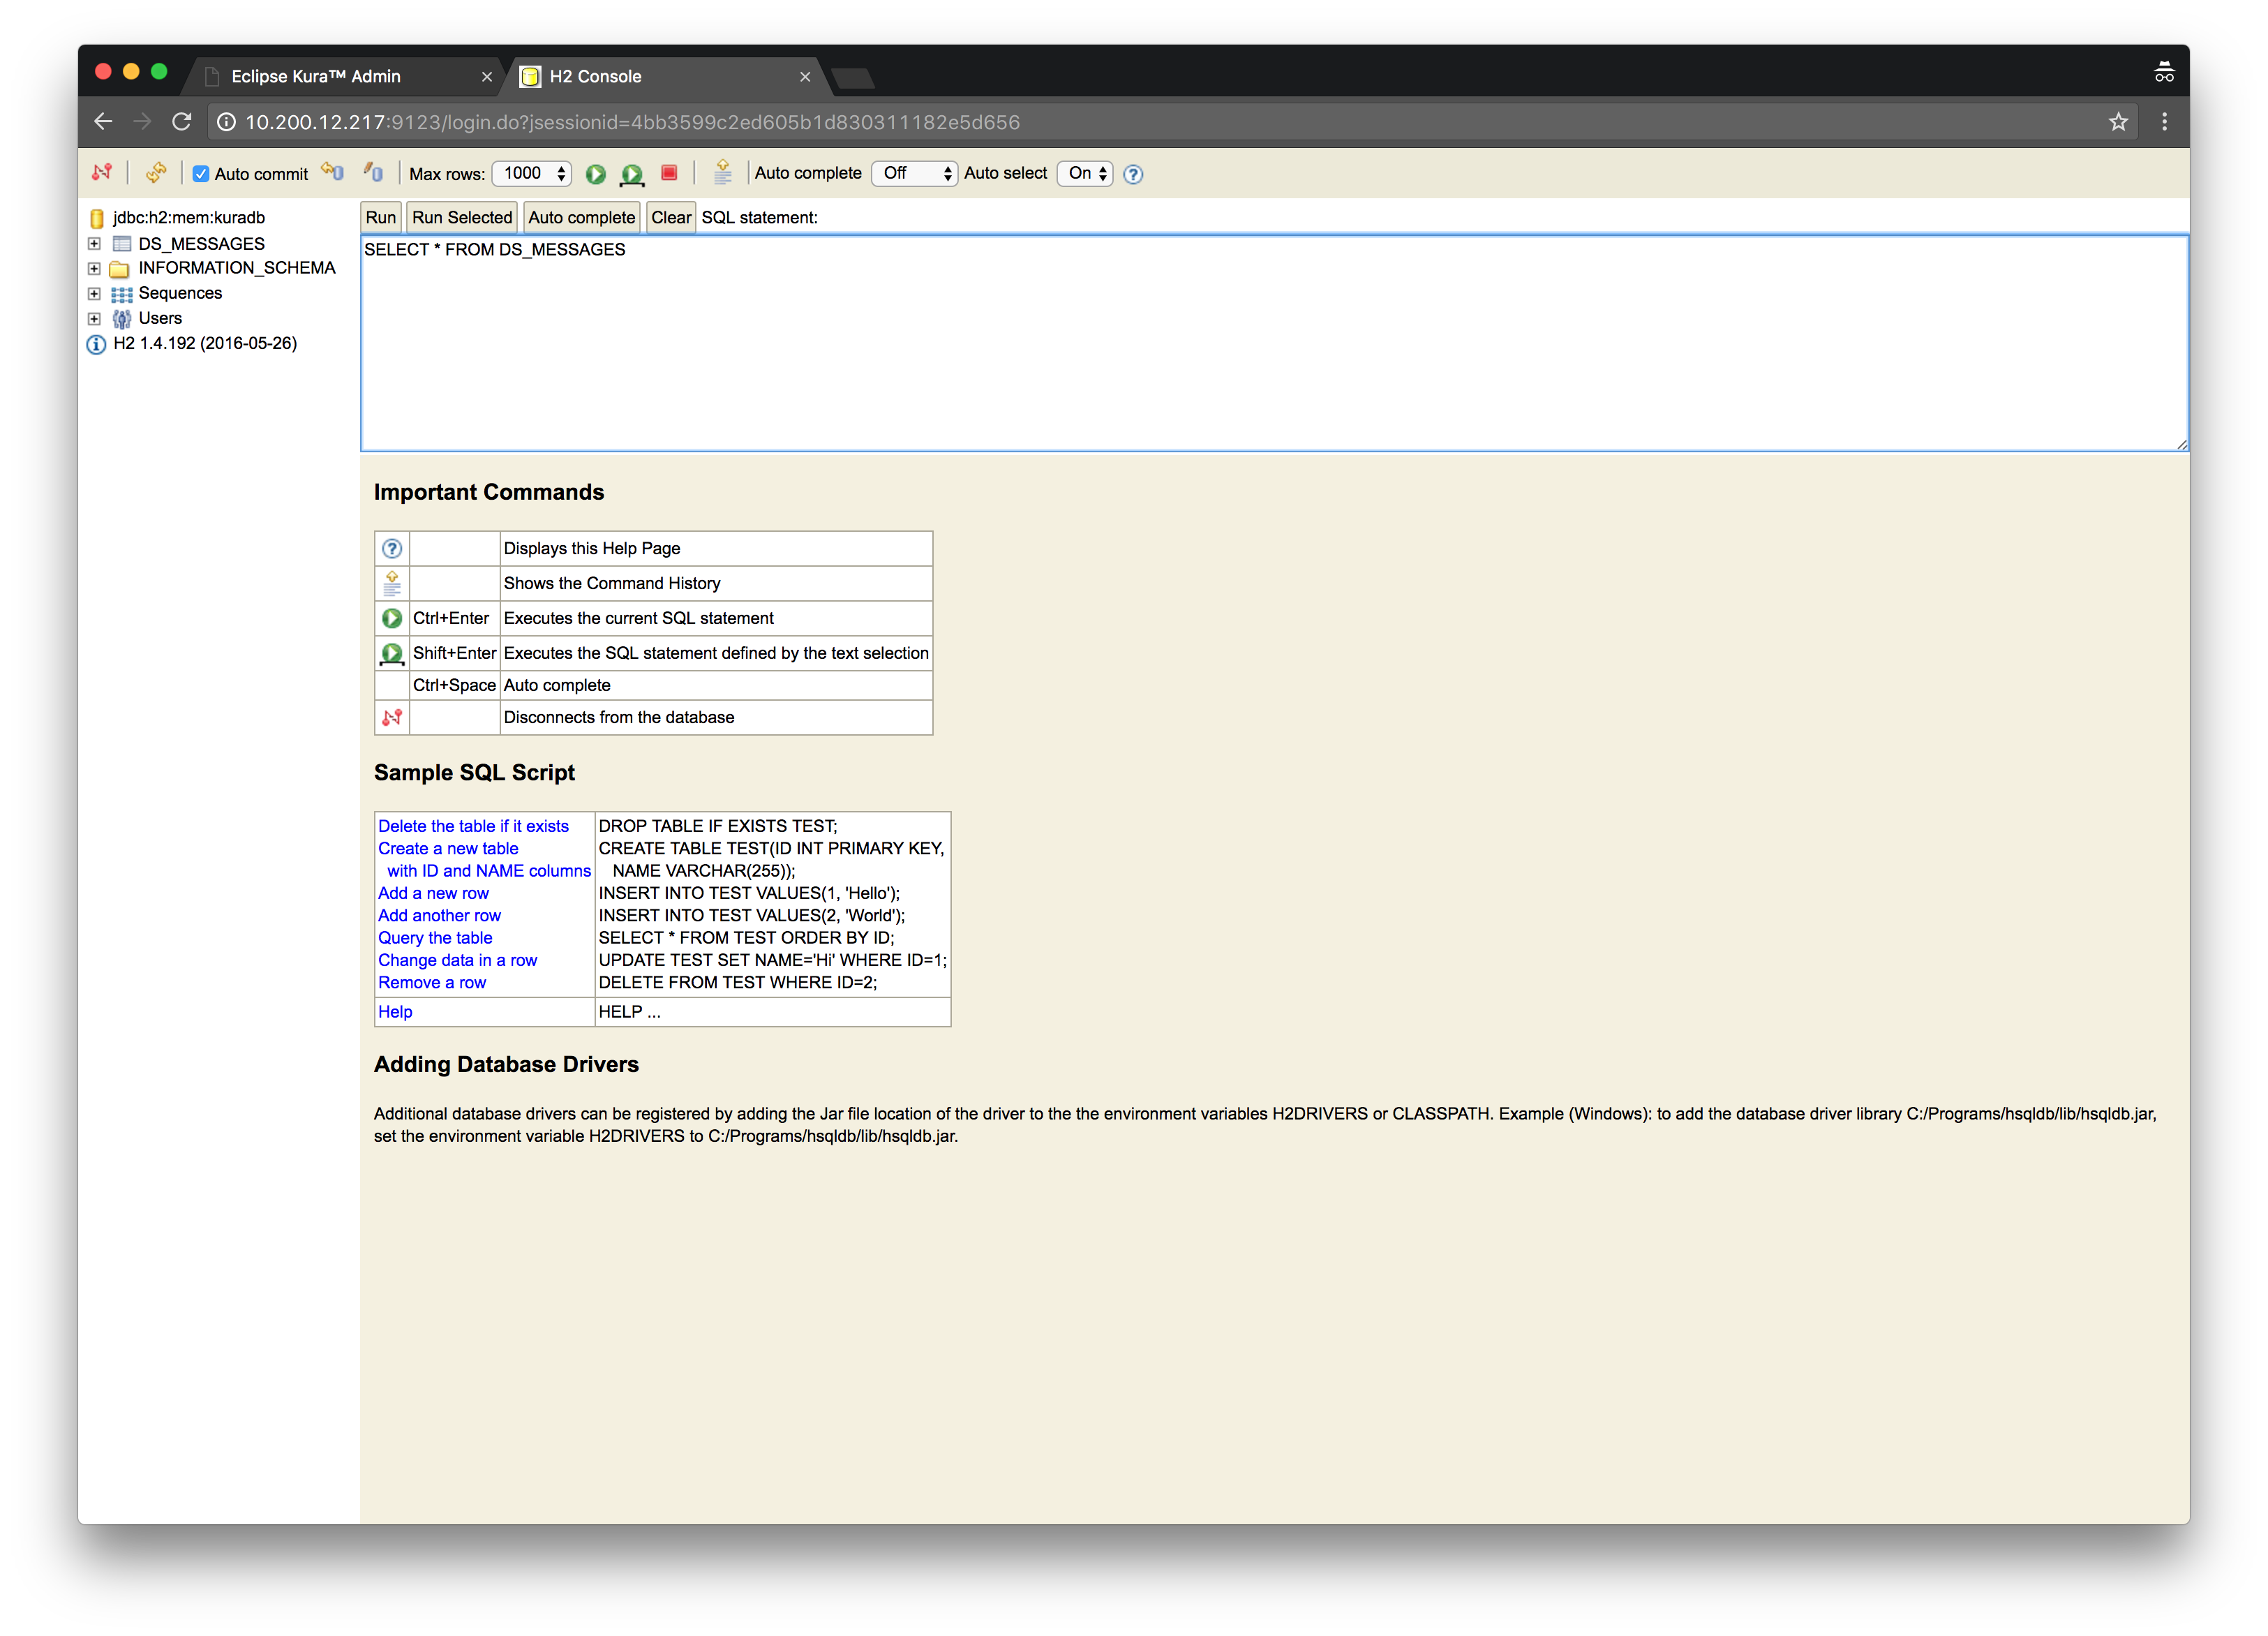 Eclipse Kura™ Admin
H2 Console
10.200.12.217:9123/login.do?jsessionid=4bb3599c2ed605b1d830311182e5d656
Auto commit
Max rows: 1000
Auto complete Off
Auto select On
jdbc:h2:mem:kuradb
DS_MESSAGES
INFORMATION_SCHEMA
Sequences
Users
H2 1.4.192 (2016-05-26)
Run Run Selected Auto complete Clear SQL statement:
SELECT * FROM DS_MESSAGES
Important Commands
Displays this Help Page
Shows the Command History
Ctrl+Enter Executes the current SQL statement
Shift+Enter Executes the SQL statement defined by the text selection
Ctrl+Space Auto complete
Disconnects from the database
Sample SQL Script
Delete the table if it exists DROP TABLE IF EXISTS TEST;
Create a new table CREATE TABLE TEST(ID INT PRIMARY KEY,
with ID and NAME columns NAME VARCHAR(255));
Add a new row INSERT INTO TEST VALUES(1, 'Hello');
Add another row INSERT INTO TEST VALUES(2, 'World');
Query the table SELECT * FROM TEST ORDER BY ID;
Change data in a row UPDATE TEST SET NAME='Hi' WHERE ID=1;
Remove a row DELETE FROM TEST WHERE ID=2;
Help HELP ...
Adding Database Drivers
Additional database drivers can be registered by adding the Jar file location of the driver to the the environment variables H2DRIVERS or CLASSPATH. Example (Windows): to add the database driver library C:/Programs/hsqldb/lib/hsqldb.jar,
set the environment variable H2DRIVERS to C:/Programs/hsqldb/lib/hsqldb.jar.